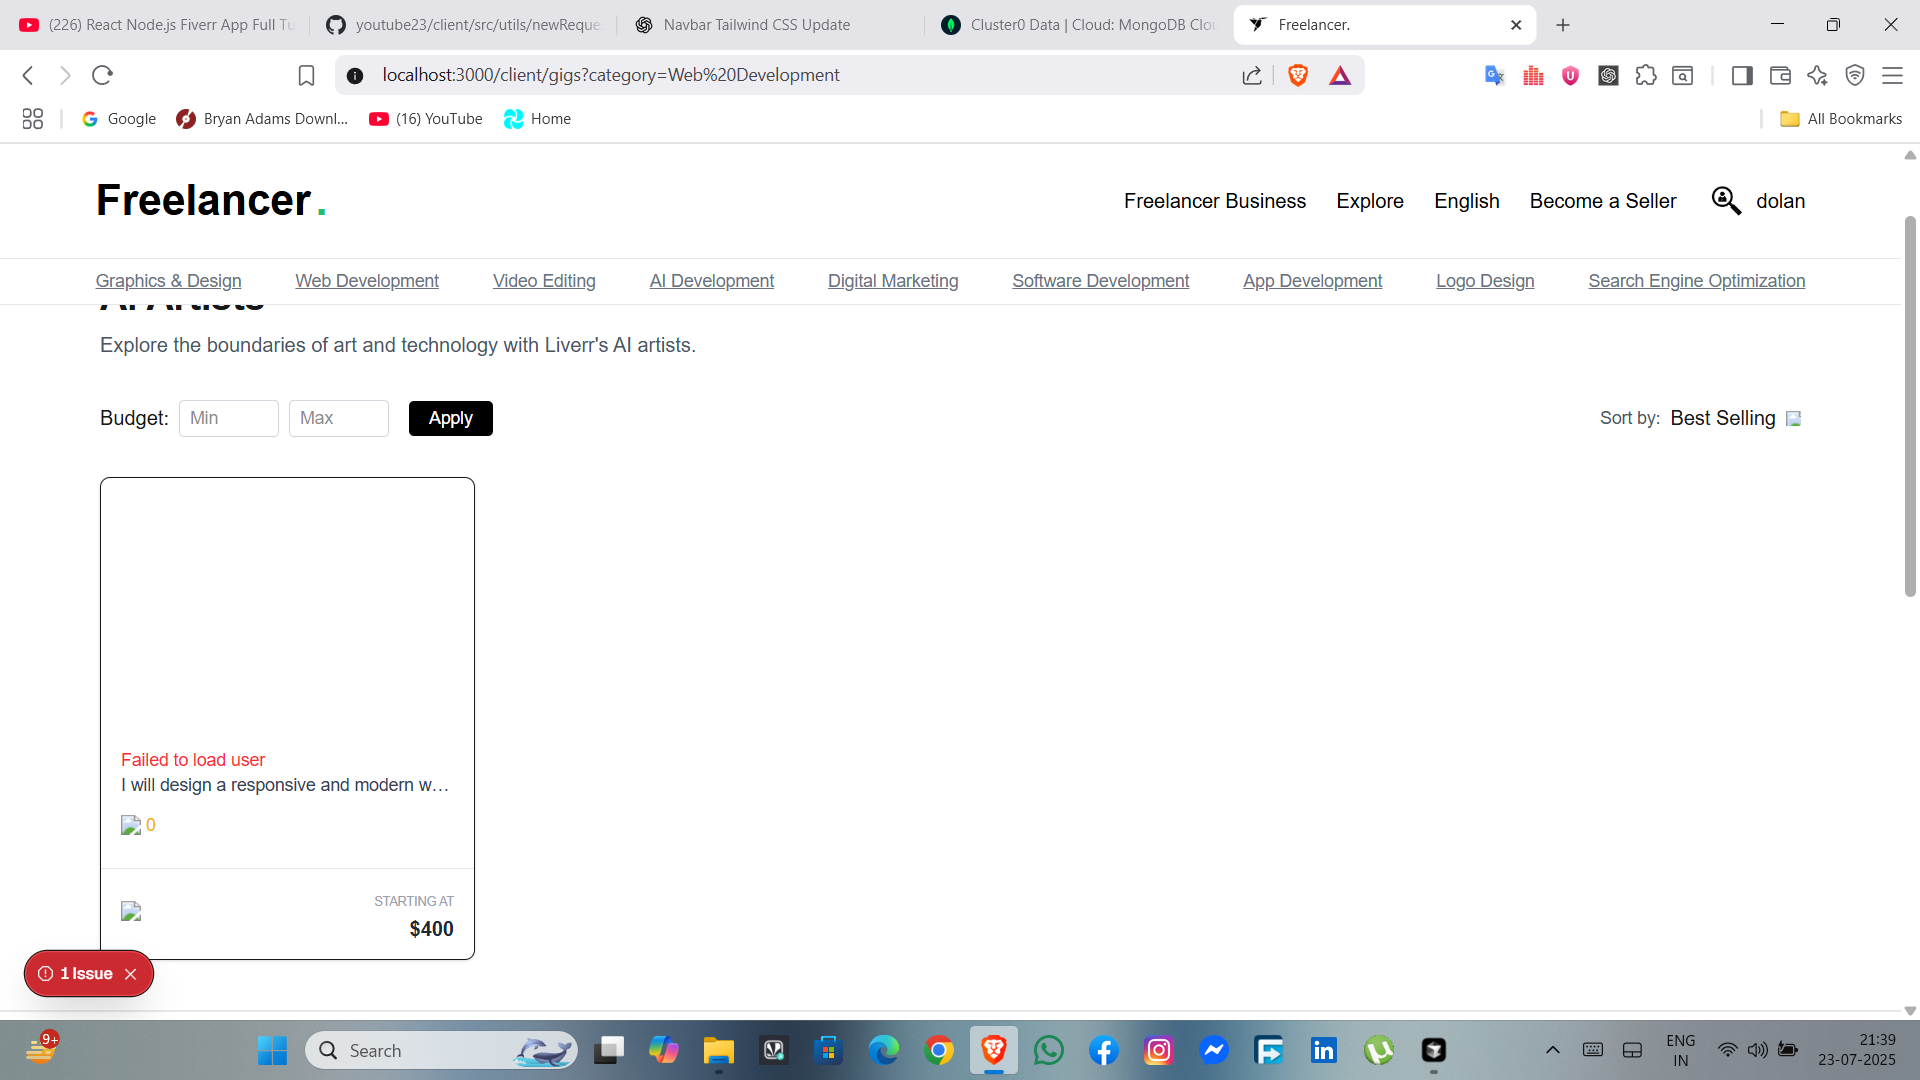 (226) React Node.js Fiverr App Full Tu
youtube23/client/src/utils/newReque
Navbar Tailwind CSS Update
Cluster0 Data | Cloud: MongoDB Clou
Freelancer.
localhost:3000/client/gigs?category=Web%20Development
Google
Bryan Adams Downl...
(16) YouTube
Home
All Bookmarks
Freelancer.
Freelancer Business
Explore
English
Become a Seller
dolan
Graphics & Design
Web Development
Video Editing
AI Development
Digital Marketing
Software Development
App Development
Logo Design
Search Engine Optimization
AI Artists
Explore the boundaries of art and technology with Liverr's AI artists.
Budget:
Min
Max
Apply
Sort by: Best Selling
Failed to load user
I will design a responsive and modern w...
0
STARTING AT
$400
1 Issue
9+
Search
ENG
IN
21:39
23-07-2025